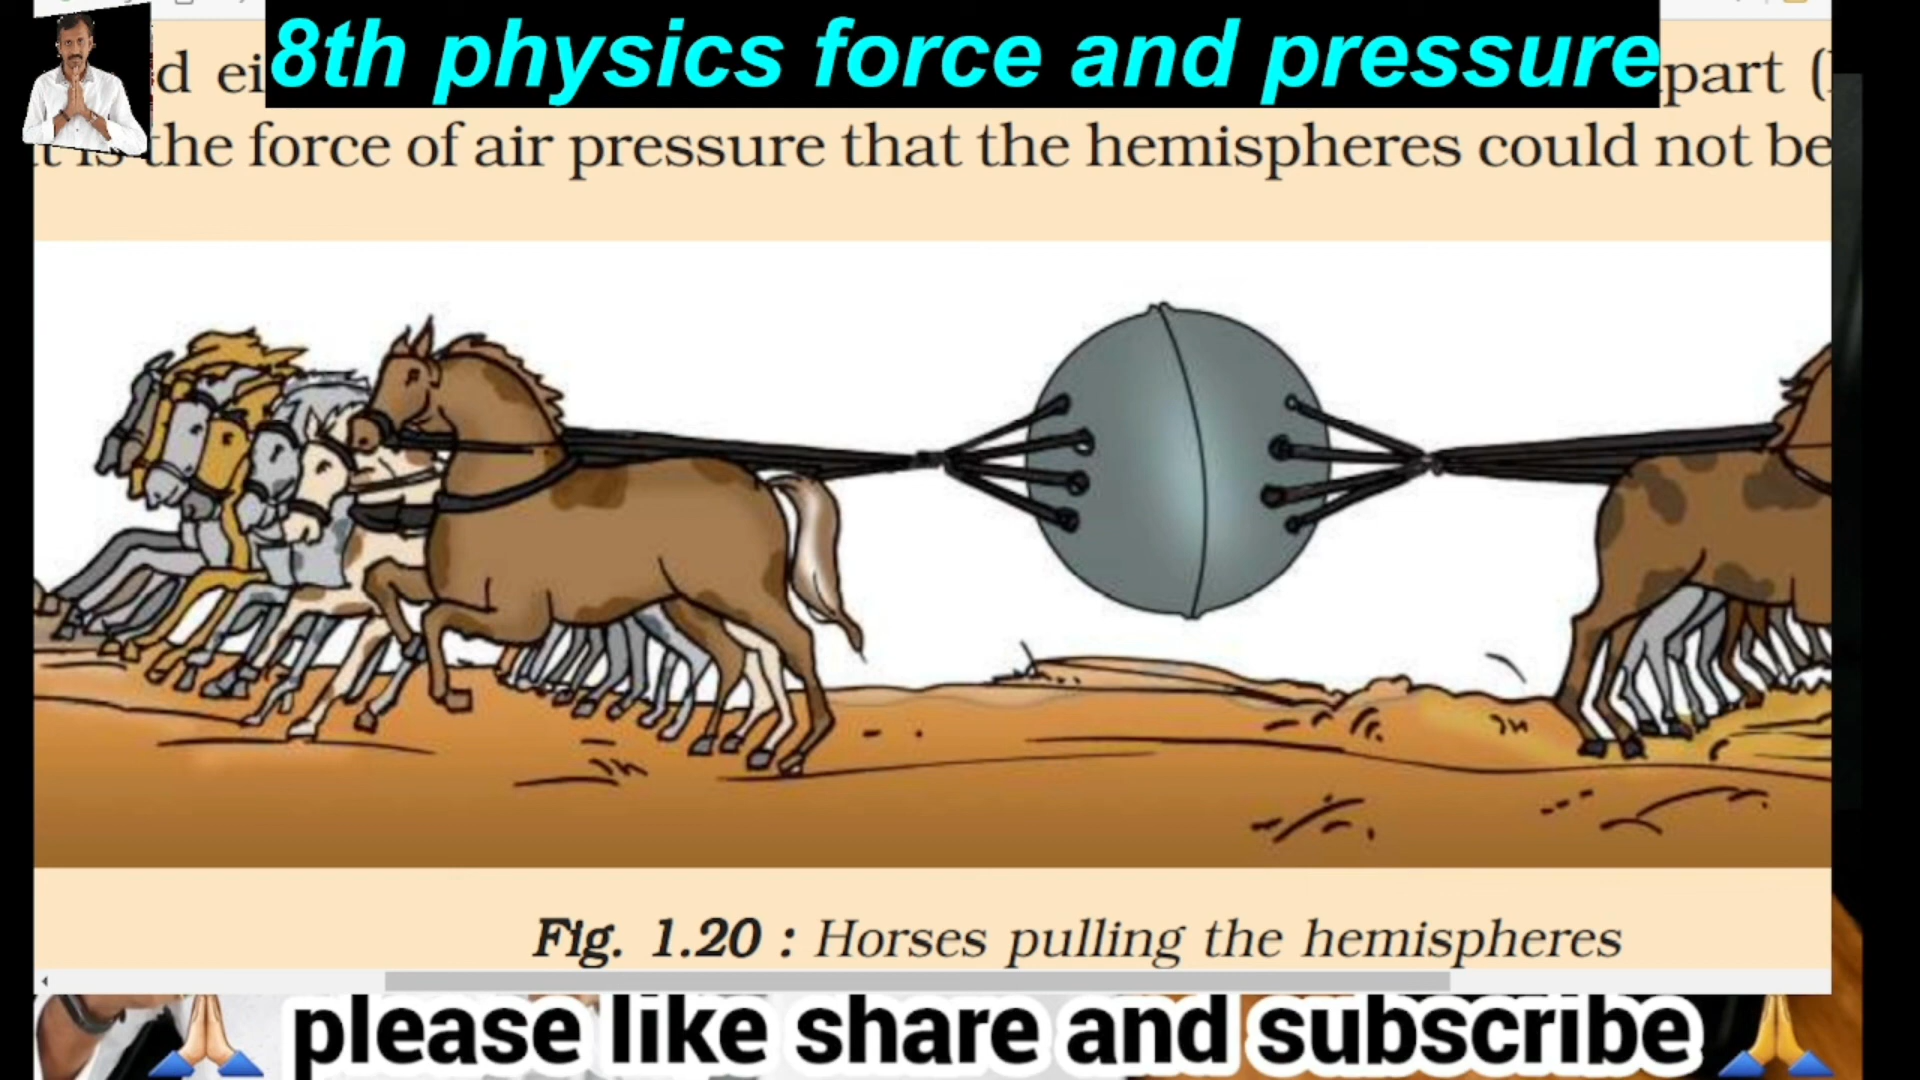 8th physics force and pressure
d ei part (
the force of air pressure that the hemispheres could not be
Fig. 1.20 : Horses pulling the hemispheres
please like share and subscribe